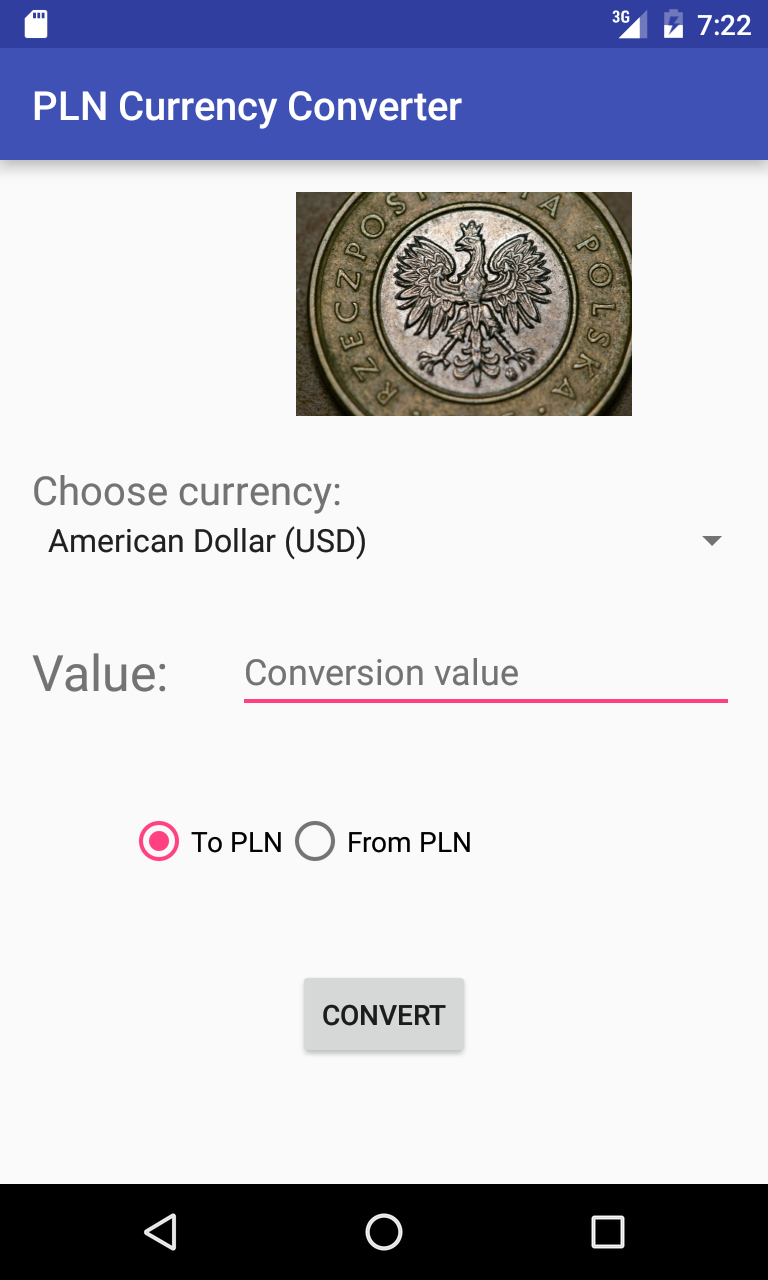 3G 7:22
PLN Currency Converter
RZECZPOSPOLITA POLSKA
Choose currency:
American Dollar (USD)
Value: Conversion value
To PLN From PLN
CONVERT